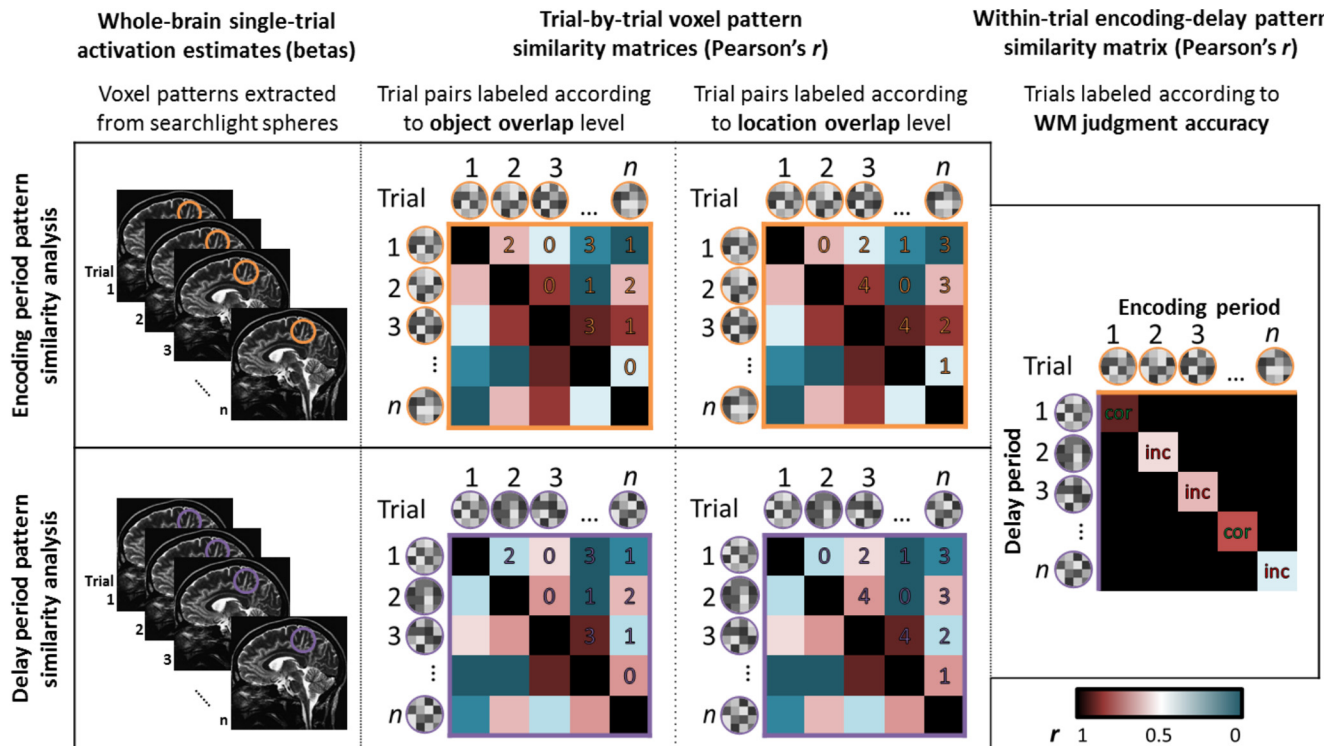 Whole-brain single-trial
activation estimates (betas)
Voxel patterns extracted
from searchlight spheres
Trial-by-trial voxel pattern
similarity matrices (Pearson's r)
Trial pairs labeled according
to object overlap level
Trial pairs labeled according
to location overlap level
Within-trial encoding-delay pattern
similarity matrix (Pearson's r)
Trials labeled according to
WM judgment accuracy
Encoding period pattern
similarity analysis
Trial
1
2
3
n
1 2 3 n
Trial ...
1 2 0 3 1
2 0 1 2
3 3 1
⋮ 0
n
1 2 3 n
Trial ...
1 0 2 1 3
2 4 0 3
3 4 2
⋮ 1
n
Delay period pattern
similarity analysis
Trial
1
2
3
n
1 2 3 n
Trial ...
1 2 0 3 1
2 0 1 2
3 3 1
⋮ 0
n
1 2 3 n
Trial ...
1 0 2 1 3
2 4 0 3
3 4 2
⋮ 1
n
Encoding period
1 2 3 n
Trial ...
Delay period
1 cor
2 inc
3 inc
⋮ cor
n inc
r 1 0.5 0